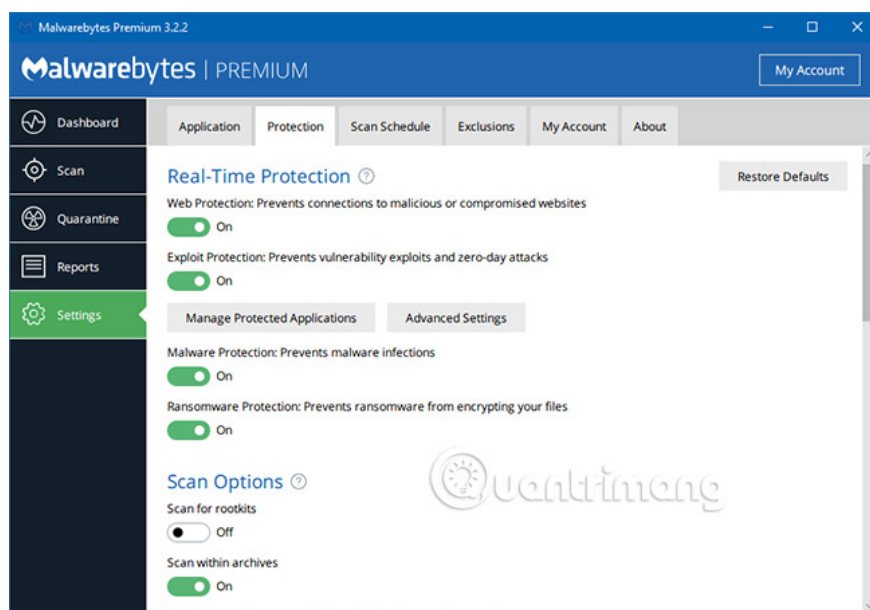 Malwarebytes Premium 3.2.2
Malwarebytes | PREMIUM
My Account
Dashboard
Scan
Quarantine
Reports
Settings
Application Protection Scan Schedule Exclusions My Account About
Real-Time Protection ?
Restore Defaults
Web Protection: Prevents connections to malicious or compromised websites
On
Exploit Protection: Prevents vulnerability exploits and zero-day attacks
On
Manage Protected Applications Advanced Settings
Malware Protection: Prevents malware infections
On
Ransomware Protection: Prevents ransomware from encrypting your files
On
Scan Options ?
Scan for rootkits
Off
Scan within archives
On
Quantrimang